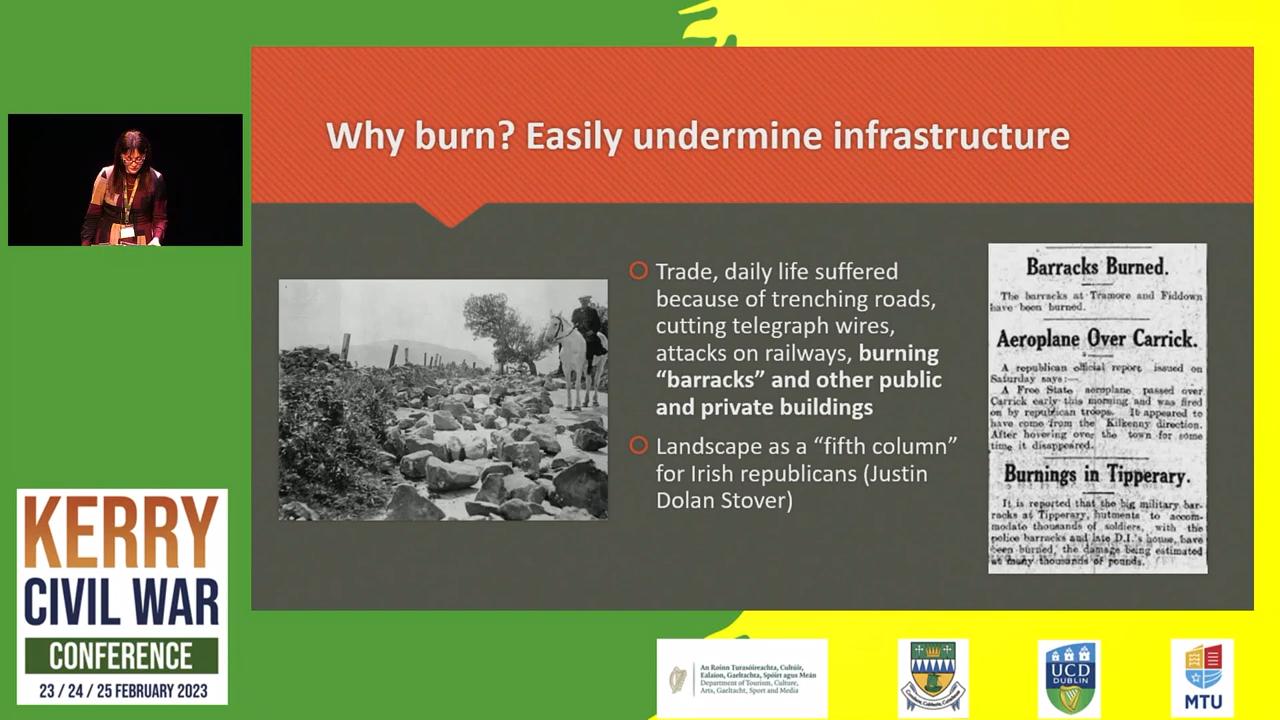 Why burn? Easily undermine infrastructure
Trade, daily life suffered
because of trenching roads,
cutting telegraph wires,
attacks on railways, burning
“barracks” and other public
and private buildings
Landscape as a “fifth column”
for Irish republicans (Justin
Dolan Stover)
Barracks Burned.
The barracks at Tramore and Fiddown
have been burned.
Aeroplane Over Carrick.
A republican official report issued on
Saturday says:—
A Free State aeroplane passed over
Carrick early this morning and was fired
on by republican troops. It appeared to
have come from the Kilkenny direction.
After hovering over the town for some
time it disappeared.
Burnings in Tipperary.
It is reported that the big military bar-
racks at Tipperary, hutments to accom-
modate thousands of soldiers, with the
police barracks and late D.I.'s house, have
been burned, the damage being estimated
at many thousands of pounds.
KERRY
CIVIL WAR
CONFERENCE
23 / 24 / 25 FEBRUARY 2023
An Roinn Turasóireachta, Cultúir,
Ealaíon, Gaeltachta, Spóirt agus Meán
Department of Tourism, Culture,
Arts, Gaeltacht, Sport and Media
UCD
DUBLIN
MTU